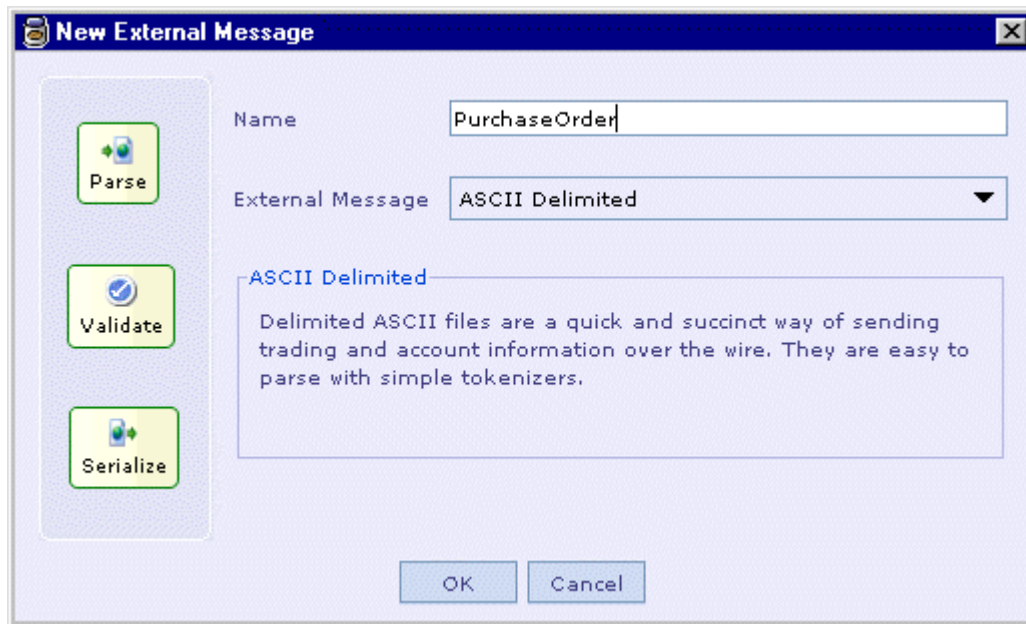 New External Message
Parse
Validate
Serialize
Name PurchaseOrder
External Message ASCII Delimited
ASCII Delimited
Delimited ASCII files are a quick and succinct way of sending
trading and account information over the wire. They are easy to
parse with simple tokenizers.
OK Cancel